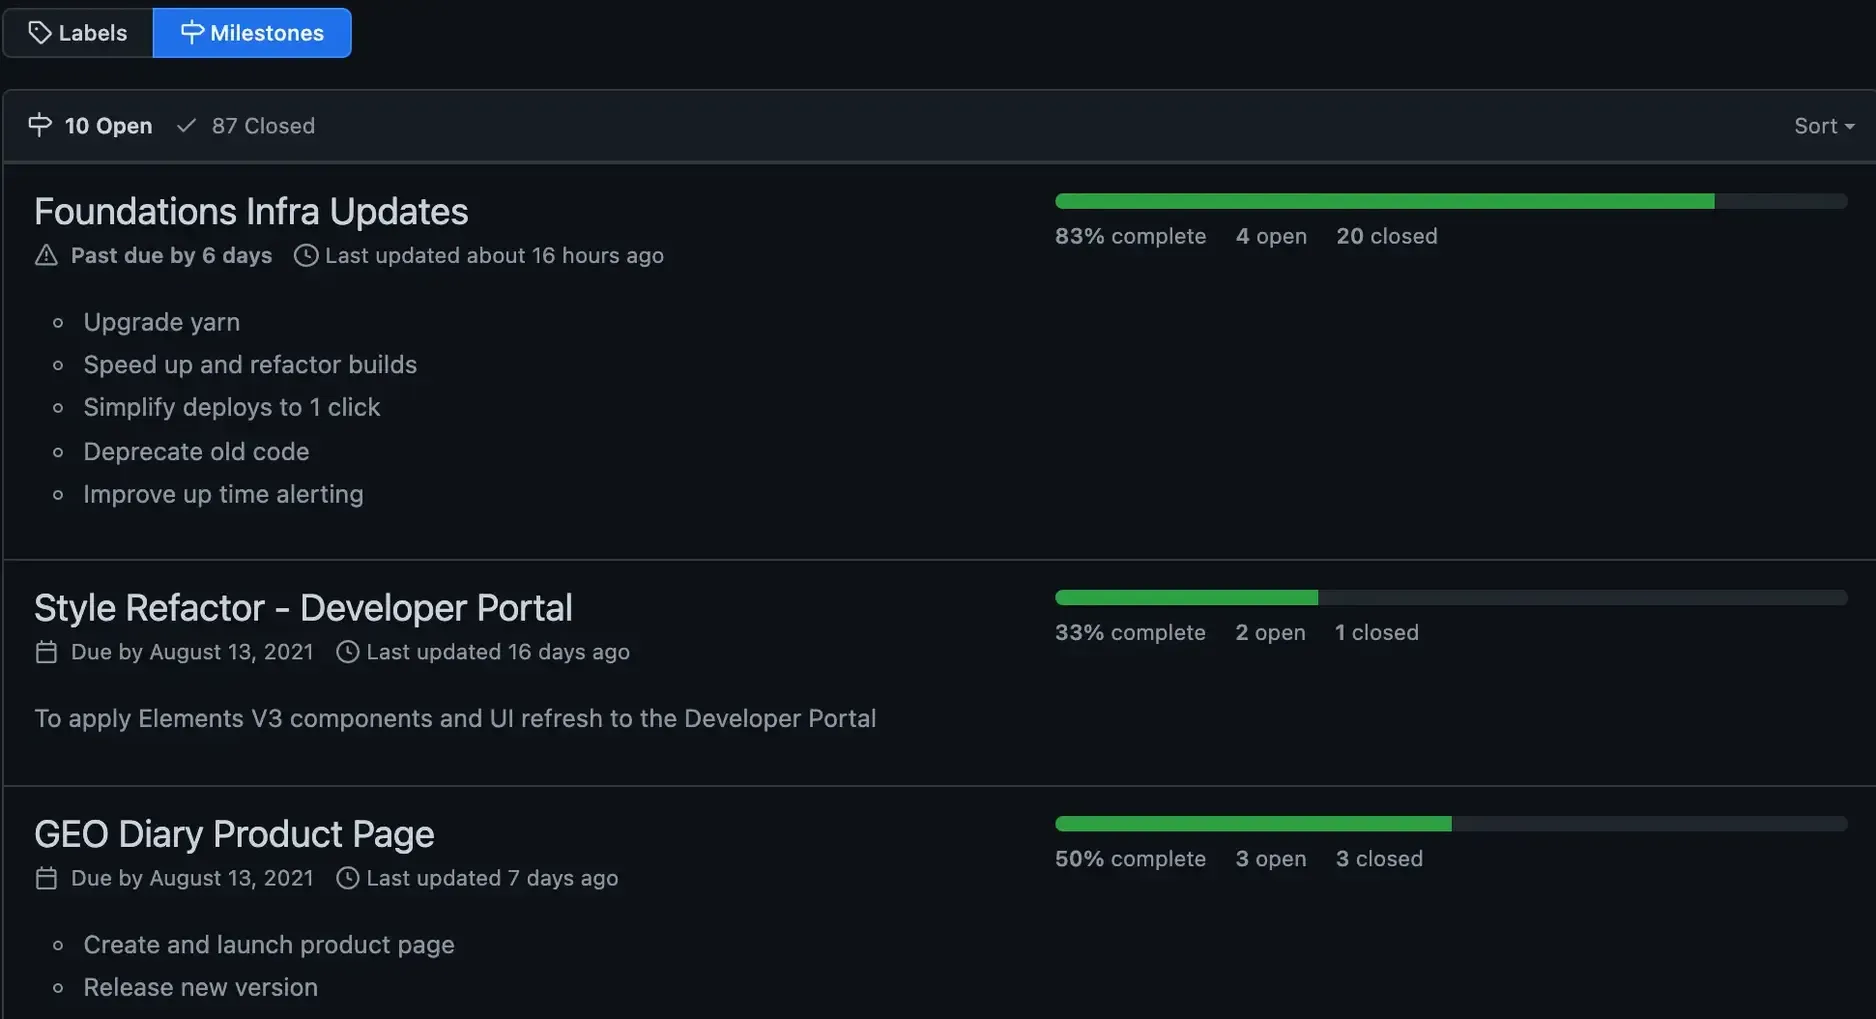 Labels Milestones
10 Open 87 Closed Sort
Foundations Infra Updates
Past due by 6 days Last updated about 16 hours ago
83% complete 4 open 20 closed
Upgrade yarn
Speed up and refactor builds
Simplify deploys to 1 click
Deprecate old code
Improve up time alerting
Style Refactor - Developer Portal
Due by August 13, 2021 Last updated 16 days ago
33% complete 2 open 1 closed
To apply Elements V3 components and UI refresh to the Developer Portal
GEO Diary Product Page
Due by August 13, 2021 Last updated 7 days ago
50% complete 3 open 3 closed
Create and launch product page
Release new version